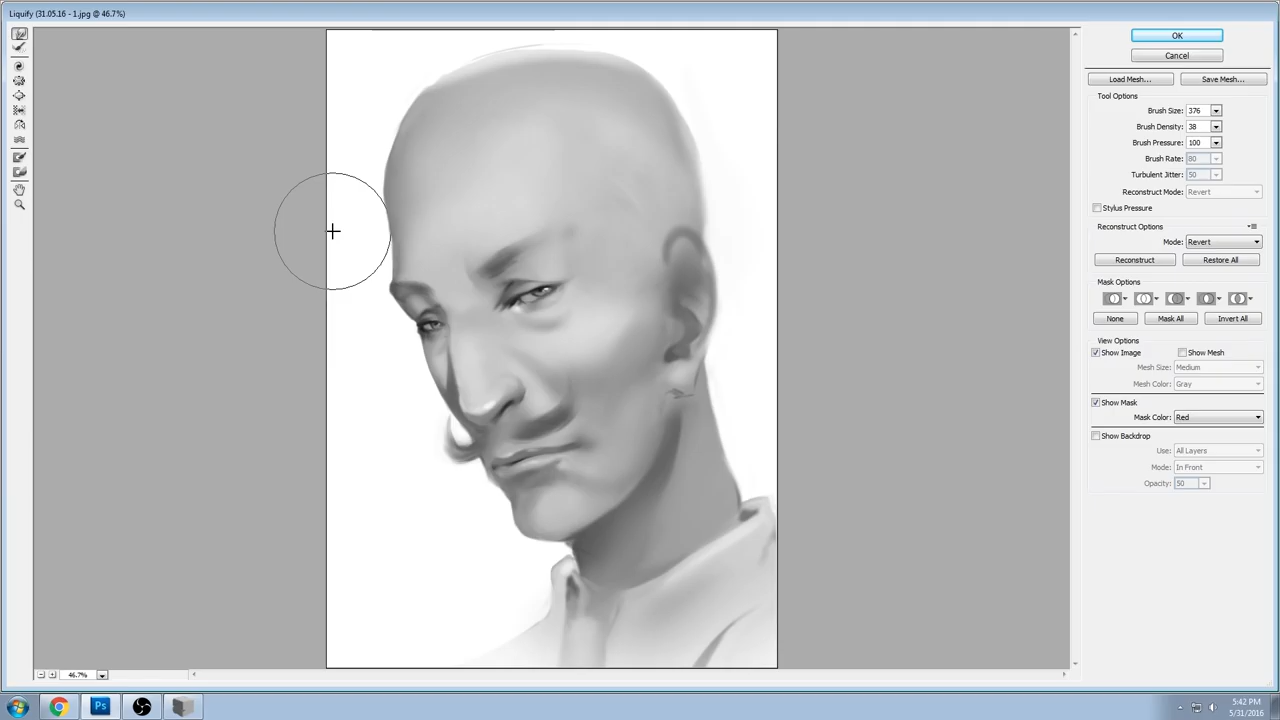 Liquify (31.05.16 - 1.jpg @ 46.7%)
OK
Cancel
Load Mesh...
Save Mesh...
Tool Options
Brush Size: 376
Brush Density: 38
Brush Pressure: 100
Brush Rate: 80
Turbulent Jitter: 50
Reconstruct Mode: Revert
Stylus Pressure
Reconstruct Options
Mode: Revert
Reconstruct
Restore All
Mask Options
None
Mask All
Invert All
View Options
Show Image
Show Mesh
Mesh Size: Medium
Mesh Color: Gray
Show Mask
Mask Color: Red
Show Backdrop
Use: All Layers
Mode: In Front
Opacity: 50
46.7%
Ps
5:42 PM
5/31/2016